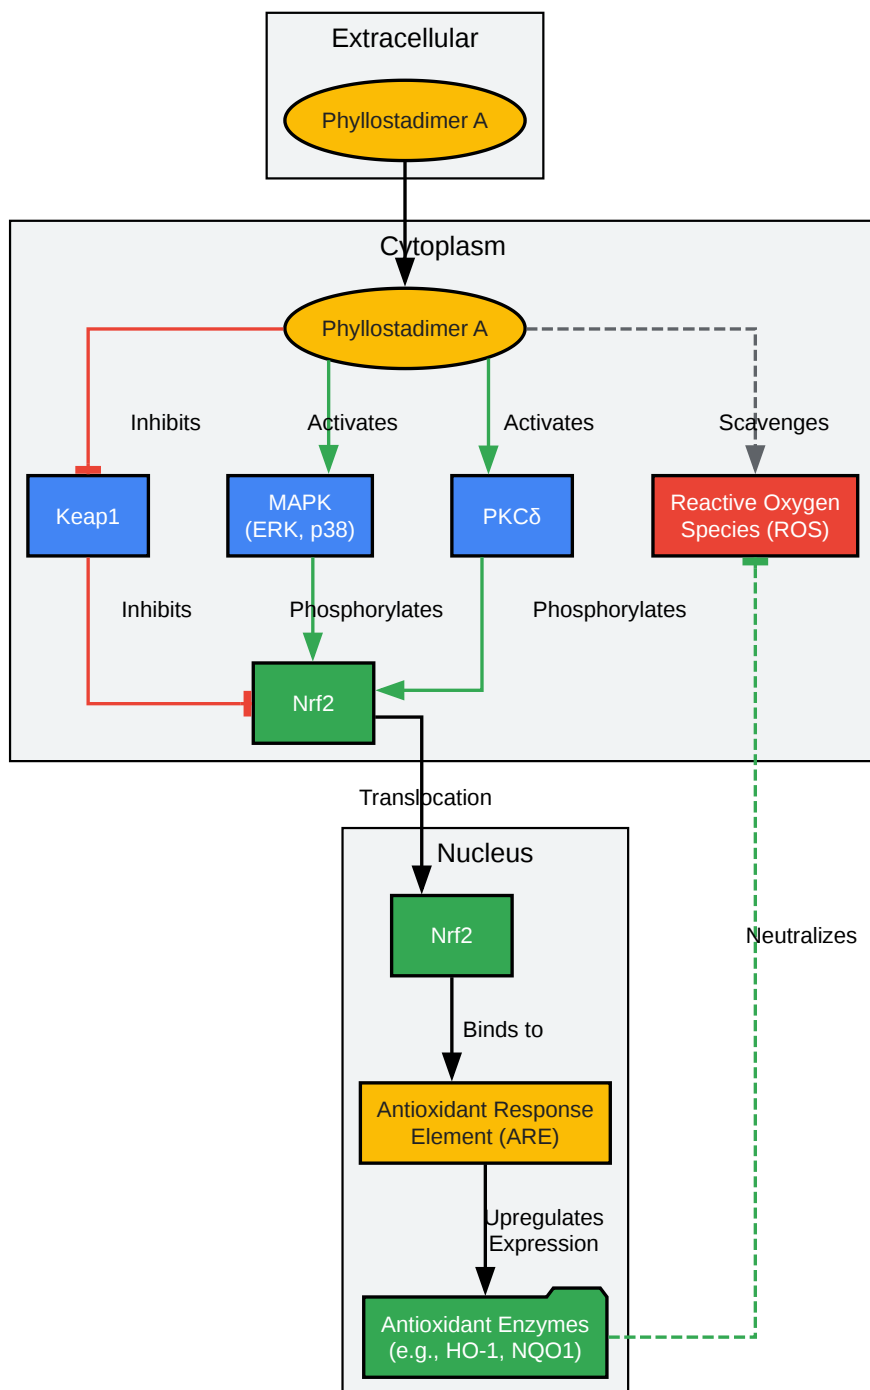 Extracellular
Phyllostadimer A
Cytoplasm
Phyllostadimer A
Inhibits
Activates
Activates
Scavenges
Keap1
MAPK
(ERK, p38)
PKCδ
Reactive Oxygen
Species (ROS)
Inhibits
Phosphorylates
Phosphorylates
Nrf2
Translocation
Nucleus
Nrf2
Neutralizes
Binds to
Antioxidant Response
Element (ARE)
Upregulates
Expression
Antioxidant Enzymes
(e.g., HO-1, NQO1)